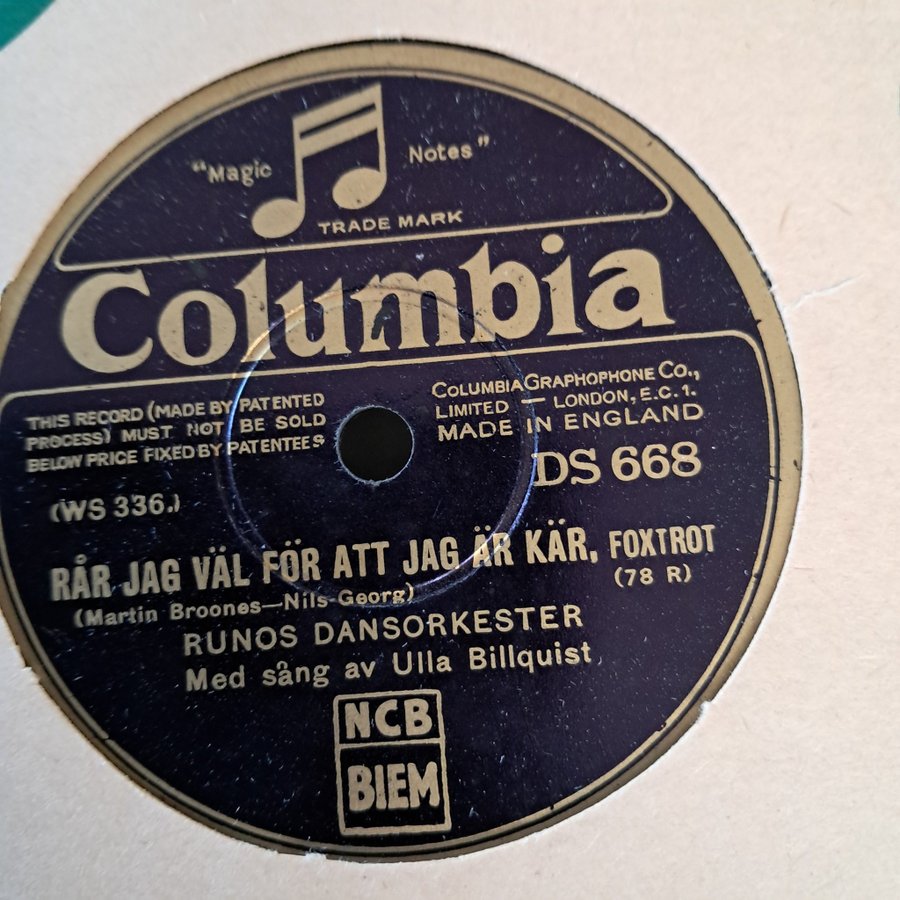 "Magic Notes"
TRADE MARK
Columbia
THIS RECORD (MADE BY PATENTED
PROCESS) MUST NOT BE SOLD
BELOW PRICE FIXED BY PATENTEES
COLUMBIA GRAPHOPHONE CO.,
LIMITED — LONDON, E.C.1.
MADE IN ENGLAND
DS 668
(WS 336.)
RÅR JAG VÄL FÖR ATT JAG ÄR KÄR, FOXTROT
(78 R)
(Martin Broones—Nils-Georg)
RUNOS DANSORKESTER
Med sång av Ulla Billquist
NCB
BIEM